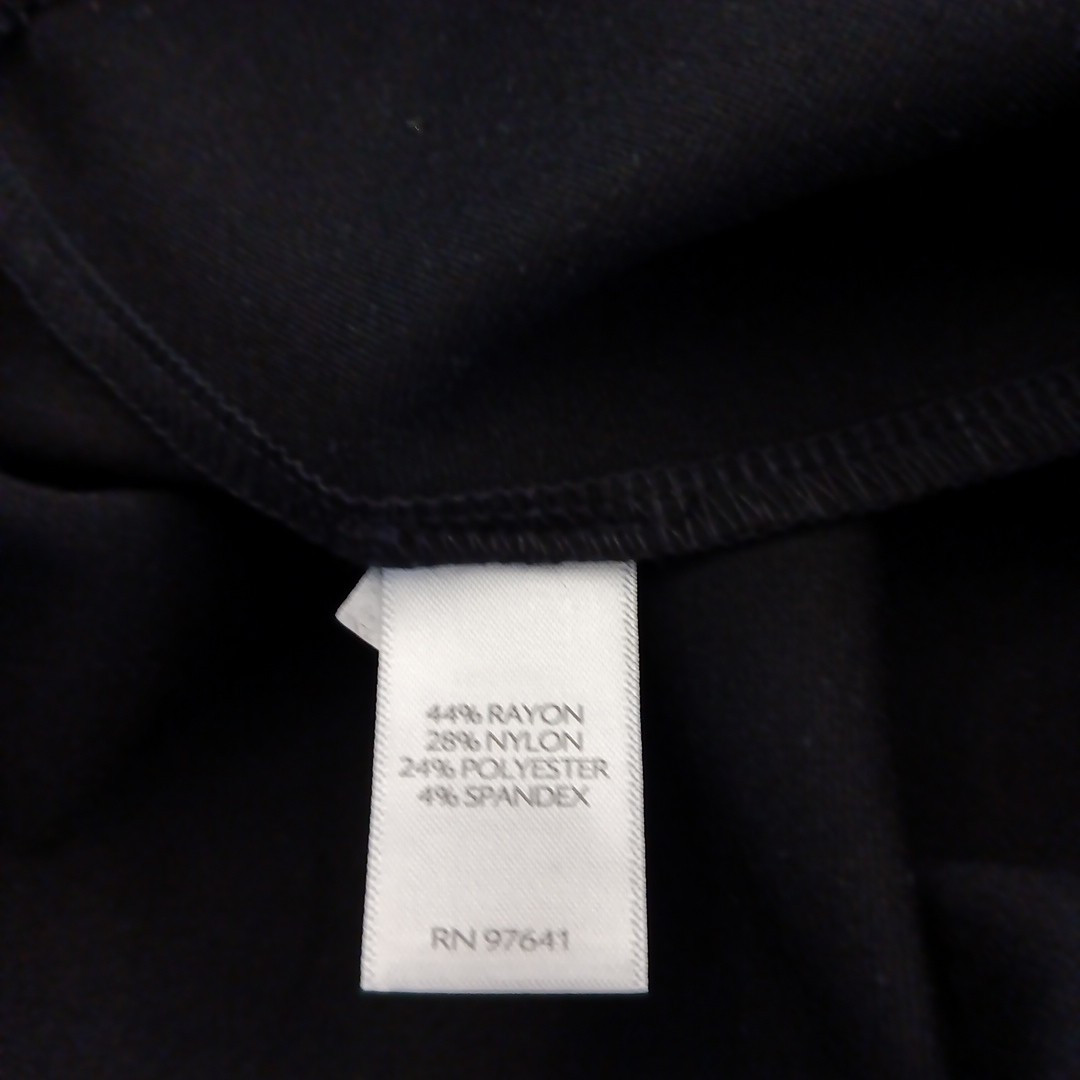 44% RAYON
28% NYLON
24% POLYESTER
4% SPANDEX
RN 97641